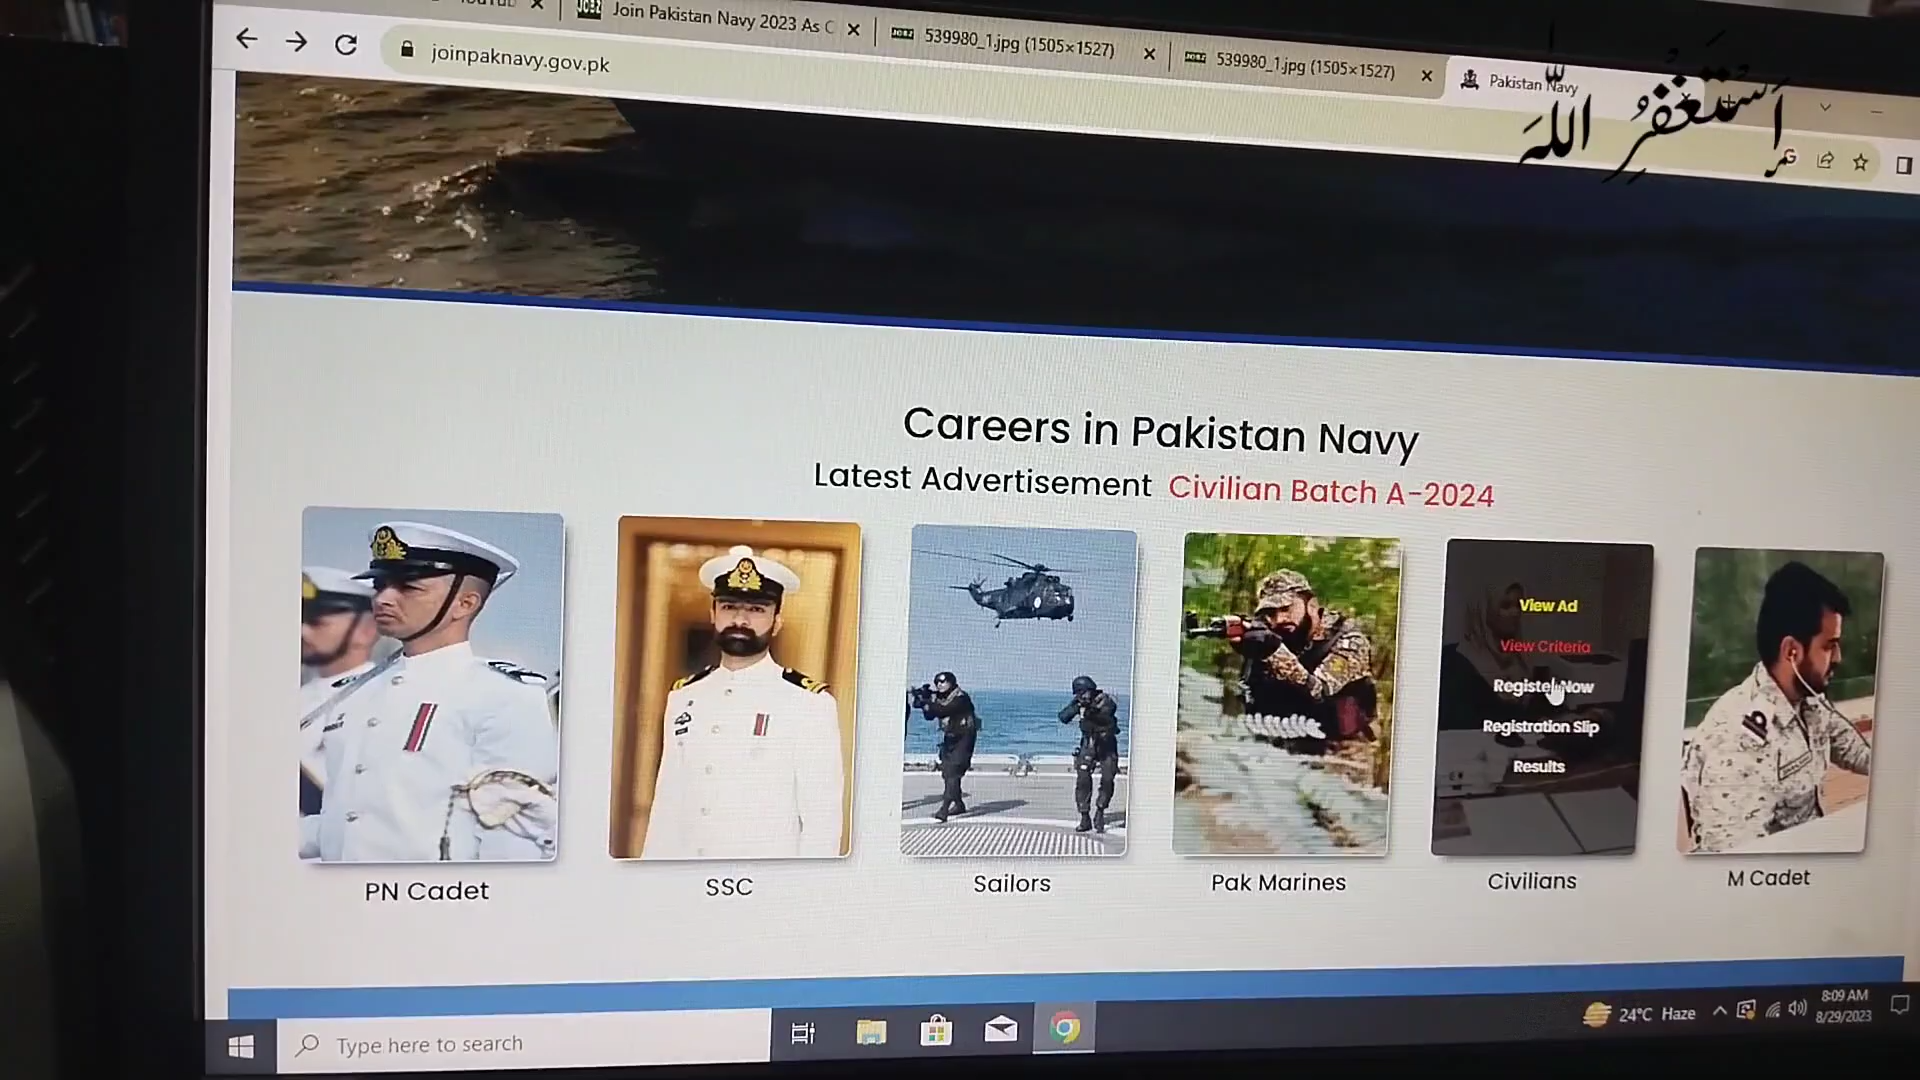 Join Pakistan Navy 2023 As C
539980_1.jpg (1505×1527)
539980_1.jpg (1505×1527)
Pakistan Navy
joinpaknavy.gov.pk
أَسْتَغْفِرُ اللّٰهَ
Careers in Pakistan Navy
Latest Advertisement Civilian Batch A-2024
View Ad
View Criteria
Register Now
Registration Slip
Results
PN Cadet
SSC
Sailors
Pak Marines
Civilians
M Cadet
Type here to search
24°C Haze
8:09 AM
8/29/2023